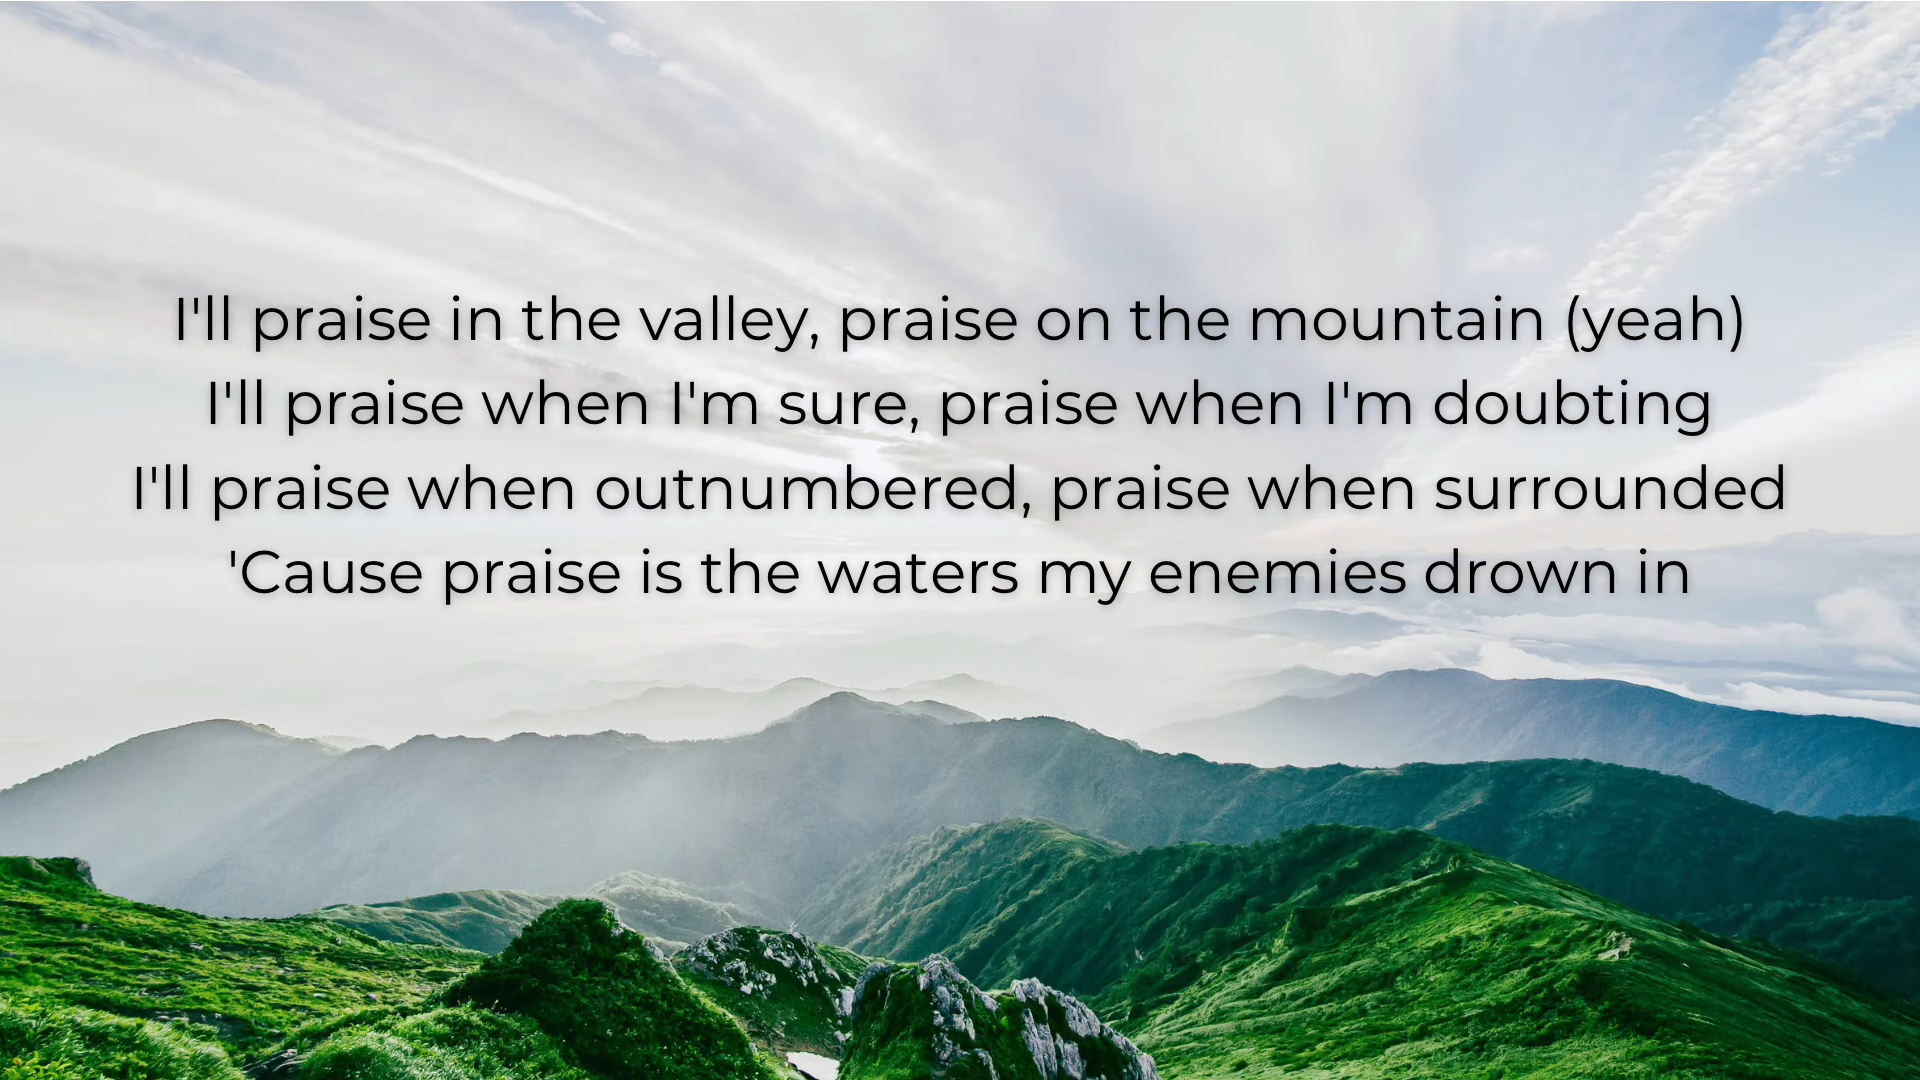 I'll praise in the valley, praise on the mountain (yeah)
I'll praise when I'm sure, praise when I'm doubting
I'll praise when outnumbered, praise when surrounded
'Cause praise is the waters my enemies drown in